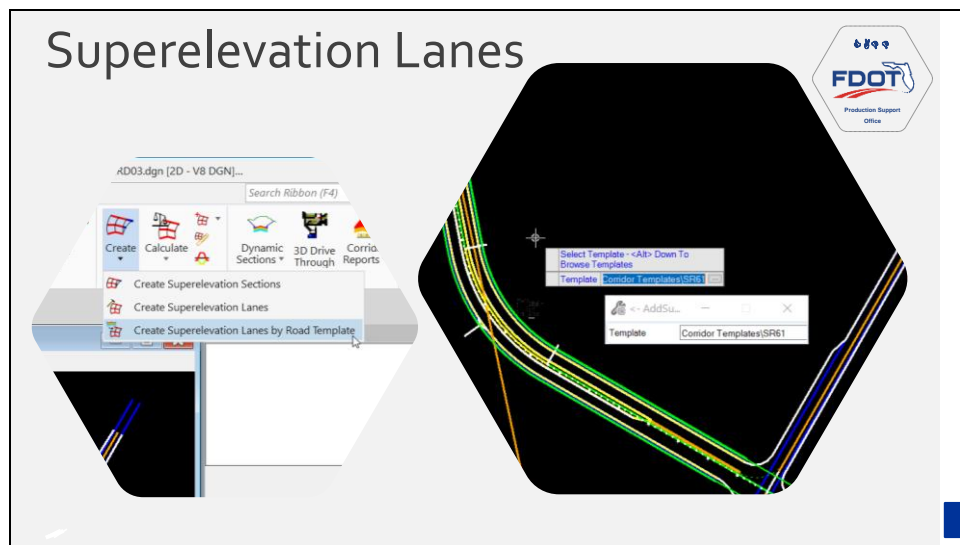 Superelevation Lanes
FDOT
Production Support
Office
RD03.dgn [2D - V8 DGN]...
Search Ribbon (F4)
Create
Calculate
Dynamic
Sections
3D Drive
Through
Corric
Reports
Create Superelevation Sections
Create Superelevation Lanes
Create Superelevation Lanes by Road Template
Select Template - <Alt> Down To
Browse Templates
Template Corridor Templates\SR61
<- AddSu...
Template Corridor Templates\SR61